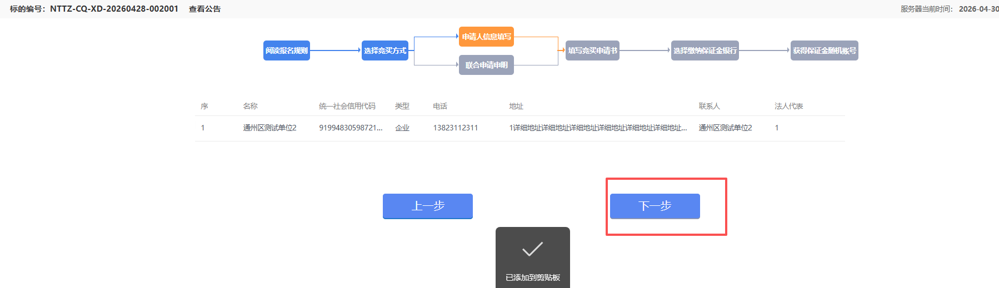 标的编号：NTTZ-CQ-XD-20260428-002001 查看公告 服务器当前时间： 2026-04-30
阅读报名规则 选择竞买方式 申请人信息填写 联合申请申明 填写竞买申请书 选择缴纳保证金银行 获得保证金随机账号
序 名称 统一社会信用代码 类型 电话 地址 联系人 法人代表
1 通州区测试单位2 91994830598721... 企业 13823112311 1详细地址详细地址详细地址详细地址详细地址详细地址... 通州区测试单位2 1
上一步 下一步
已添加到剪贴板